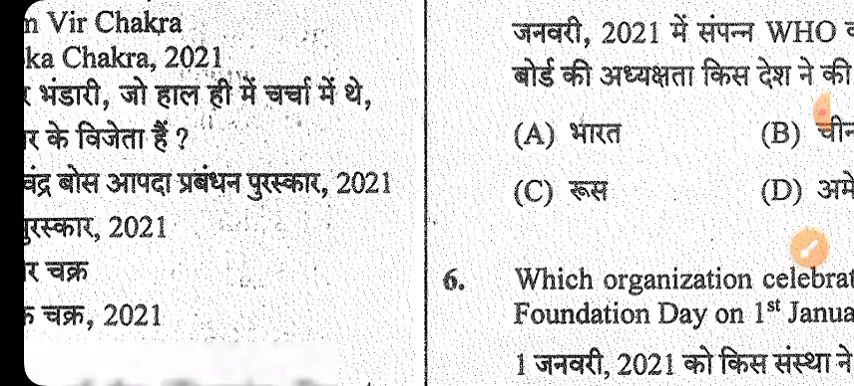 Vir Chakra
Chakra, 2021
भंडारी, जो हाल ही में चर्चा में थे,
के विजेता हैं ?
चंद्र बोस आपदा प्रबंधन पुरस्कार, 2021
पुरस्कार, 2021
चक्र
चक्र, 2021
जनवरी, 2021 में संपन्न WHO
बोर्ड की अध्यक्षता किस देश ने की
(A) भारत
(B) चीन
(C) रूस
(D) अमे
6. Which organization celebrat
Foundation Day on 1st Janua
1 जनवरी, 2021 को किस संस्था ने